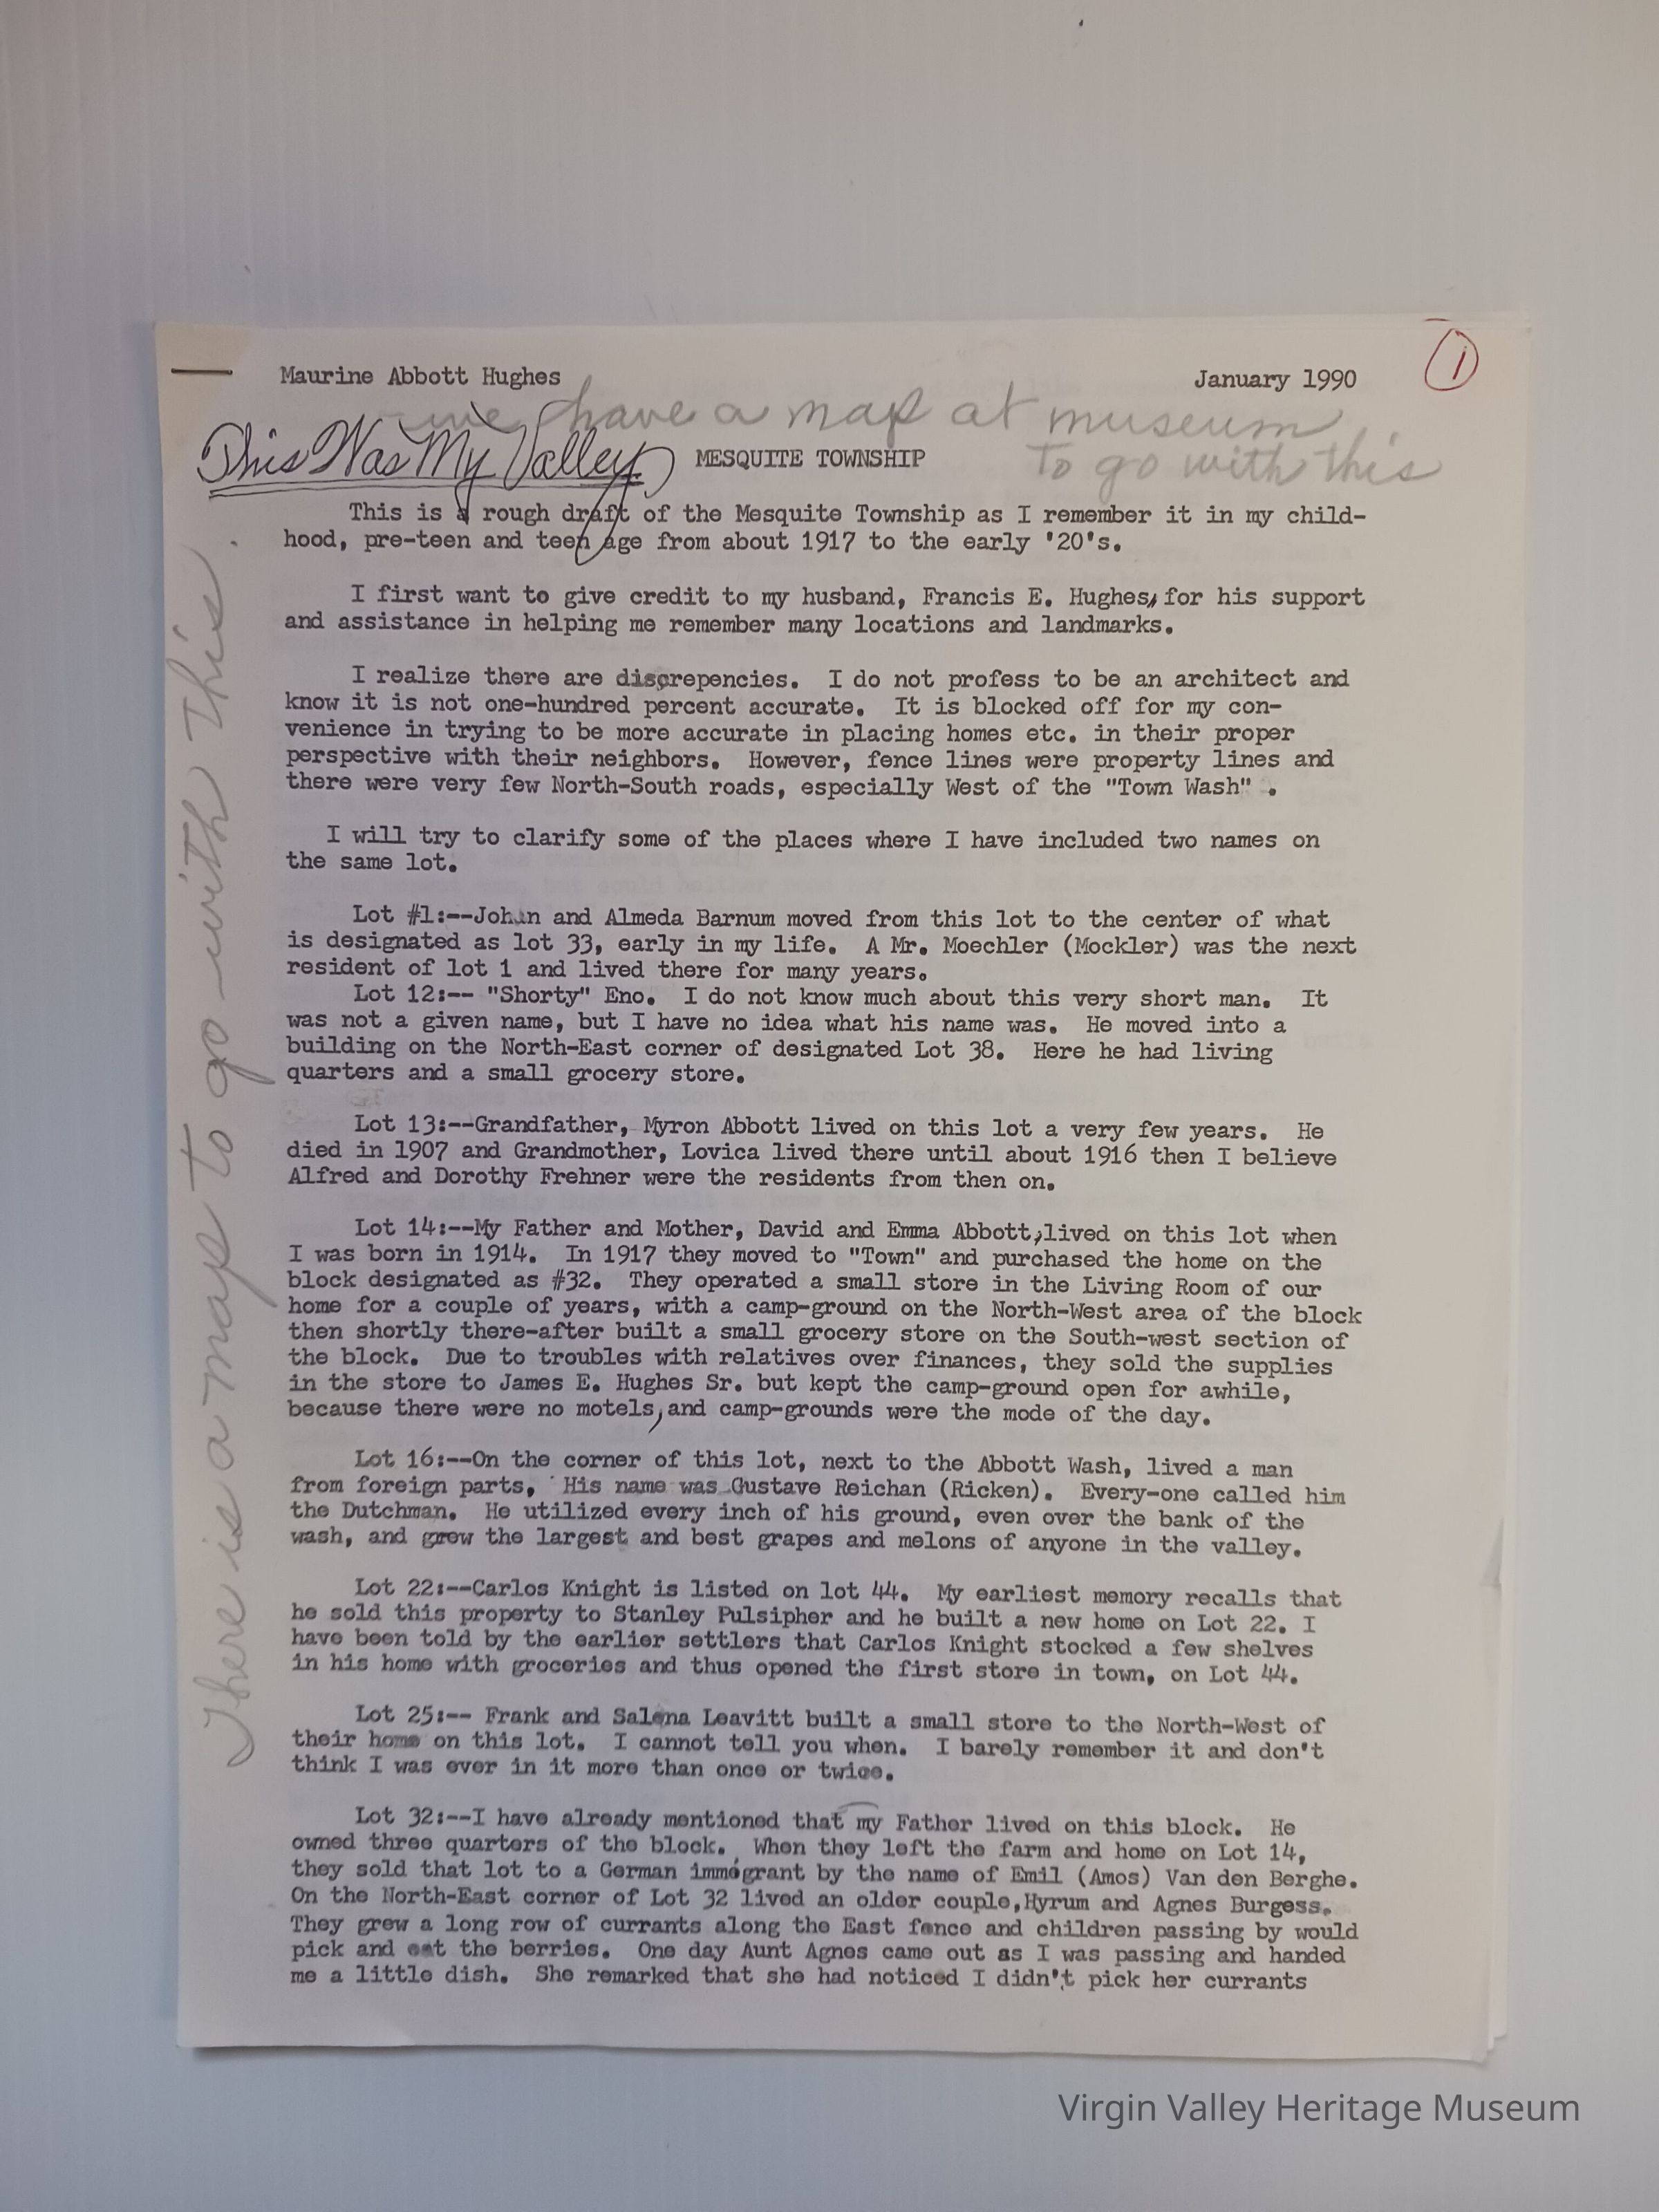 Maurine Abbott Hughes January 1990
1
we have a map at museum
to go with this
This Was My Valley
MESQUITE TOWNSHIP
This is a rough draft of the Mesquite Township as I remember it in my child-
hood, pre-teen and teen age from about 1917 to the early '20's.
I first want to give credit to my husband, Francis E. Hughes, for his support
and assistance in helping me remember many locations and landmarks.
I realize there are discrepencies. I do not profess to be an architect and
know it is not one-hundred percent accurate. It is blocked off for my con-
venience in trying to be more accurate in placing homes etc. in their proper
perspective with their neighbors. However, fence lines were property lines and
there were very few North-South roads, especially West of the "Town Wash" .
I will try to clarify some of the places where I have included two names on
the same lot.
Lot #1:--John and Almeda Barnum moved from this lot to the center of what
is designated as lot 33, early in my life. A Mr. Moechler (Mockler) was the next
resident of lot 1 and lived there for many years.
Lot 12:-- "Shorty" Eno. I do not know much about this very short man. It
was not a given name, but I have no idea what his name was. He moved into a
building on the North-East corner of designated Lot 38. Here he had living
quarters and a small grocery store.
Lot 13:--Grandfather, Myron Abbott lived on this lot a very few years. He
died in 1907 and Grandmother, Lovica lived there until about 1916 then I believe
Alfred and Dorothy Frehner were the residents from then on.
Lot 14:--My Father and Mother, David and Emma Abbott, lived on this lot when
I was born in 1914. In 1917 they moved to "Town" and purchased the home on the
block designated as #32. They operated a small store in the Living Room of our
home for a couple of years, with a camp-ground on the North-West area of the block
then shortly there-after built a small grocery store on the South-west section of
the block. Due to troubles with relatives over finances, they sold the supplies
in the store to James E. Hughes Sr. but kept the camp-ground open for awhile,
because there were no motels, and camp-grounds were the mode of the day.
Lot 16:--On the corner of this lot, next to the Abbott Wash, lived a man
from foreign parts, His name was Gustave Reichan (Ricken). Every-one called him
the Dutchman. He utilized every inch of his ground, even over the bank of the
wash, and grew the largest and best grapes and melons of anyone in the valley.
Lot 22:--Carlos Knight is listed on lot 44. My earliest memory recalls that
he sold this property to Stanley Pulsipher and he built a new home on Lot 22. I
have been told by the earlier settlers that Carlos Knight stocked a few shelves
in his home with groceries and thus opened the first store in town, on Lot 44.
Lot 25:-- Frank and Salena Leavitt built a small store to the North-West of
their home on this lot. I cannot tell you when. I barely remember it and don't
think I was ever in it more than once or twice.
Lot 32:--I have already mentioned that my Father lived on this block. He
owned three quarters of the block. When they left the farm and home on Lot 14,
they sold that lot to a German immegrant by the name of Emil (Amos) Van den Berghe.
On the North-East corner of Lot 32 lived an older couple, Hyrum and Agnes Burgess.
They grew a long row of currants along the East fence and children passing by would
pick and eat the berries. One day Aunt Agnes came out as I was passing and handed
me a little dish. She remarked that she had noticed I didn't pick her currants
There is a map to go with this.
Virgin Valley Heritage Museum